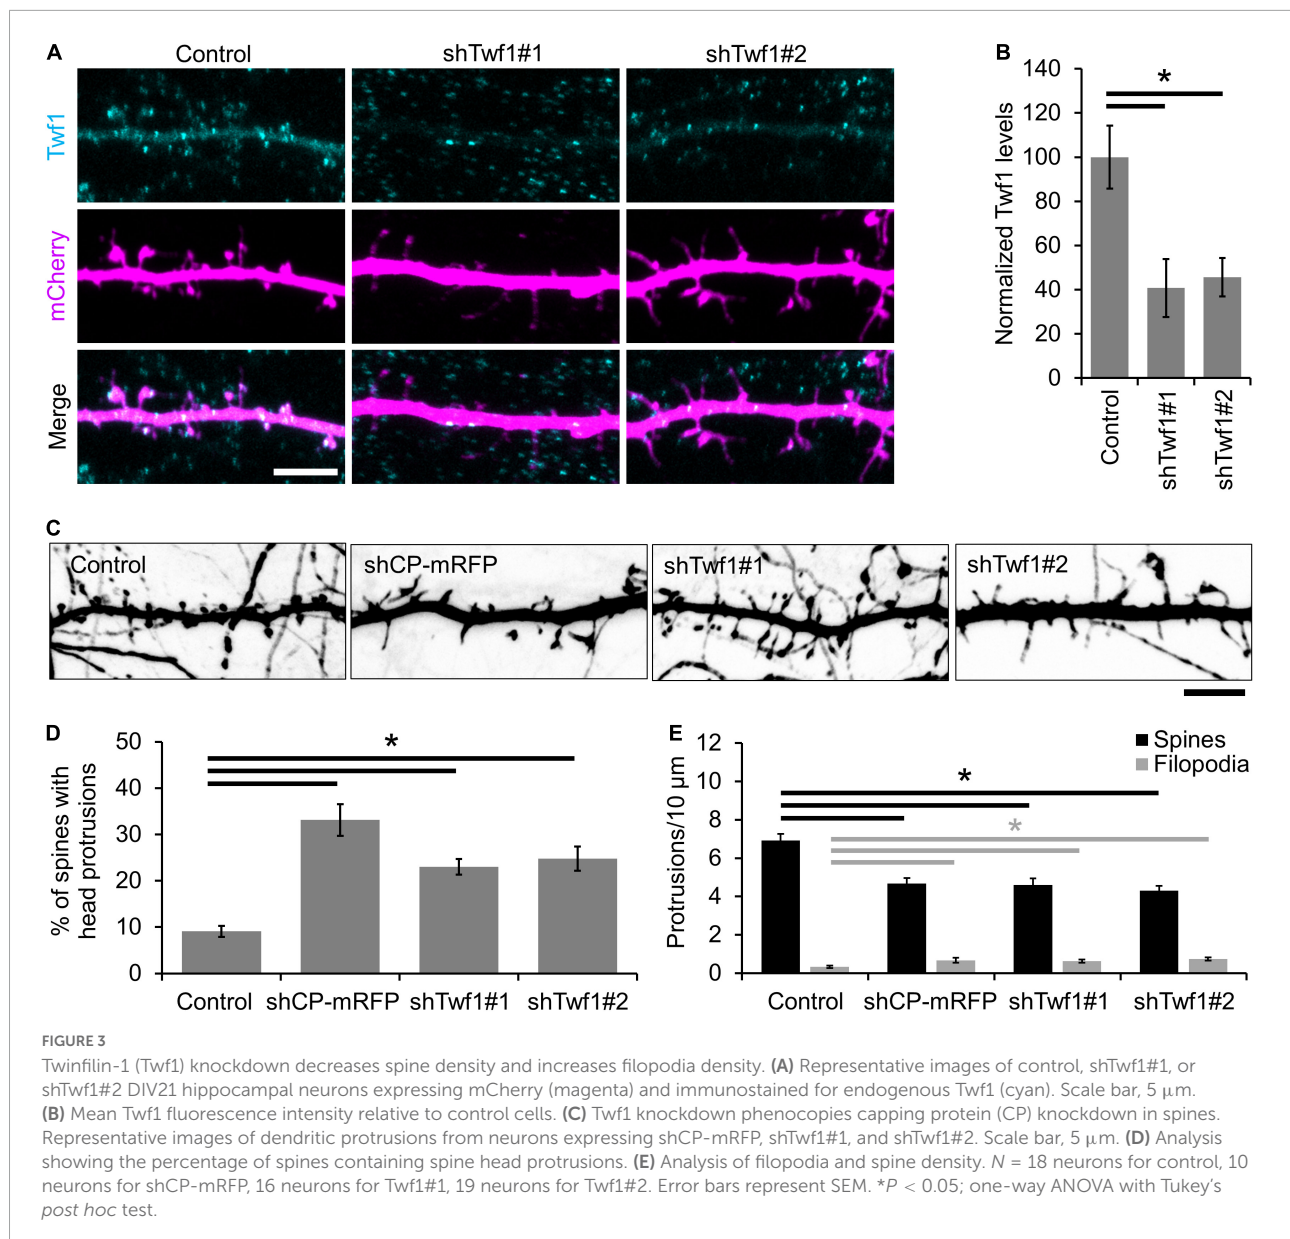 A
Control
shTwf1#1
shTwf1#2
Twf1
mCherry
Merge
B
Normalized Twf1 levels
140
120
100
80
60
40
20
0
*
Control
shTwf1#1
shTwf1#2
C
Control
shCP-mRFP
shTwf1#1
shTwf1#2
D
% of spines with
head protrusions
50
40
30
20
10
0
*
Control
shCP-mRFP
shTwf1#1
shTwf1#2
E
Protrusions/10 µm
12
10
8
6
4
2
0
Spines
Filopodia
*
*
Control
shCP-mRFP
shTwf1#1
shTwf1#2
FIGURE 3
Twinfilin-1 (Twf1) knockdown decreases spine density and increases filopodia density. (A) Representative images of control, shTwf1#1, or
shTwf1#2 DIV21 hippocampal neurons expressing mCherry (magenta) and immunostained for endogenous Twf1 (cyan). Scale bar, 5 µm.
(B) Mean Twf1 fluorescence intensity relative to control cells. (C) Twf1 knockdown phenocopies capping protein (CP) knockdown in spines.
Representative images of dendritic protrusions from neurons expressing shCP-mRFP, shTwf1#1, and shTwf1#2. Scale bar, 5 µm. (D) Analysis
showing the percentage of spines containing spine head protrusions. (E) Analysis of filopodia and spine density. N = 18 neurons for control, 10
neurons for shCP-mRFP, 16 neurons for Twf1#1, 19 neurons for Twf1#2. Error bars represent SEM. *P < 0.05; one-way ANOVA with Tukey's
post hoc test.